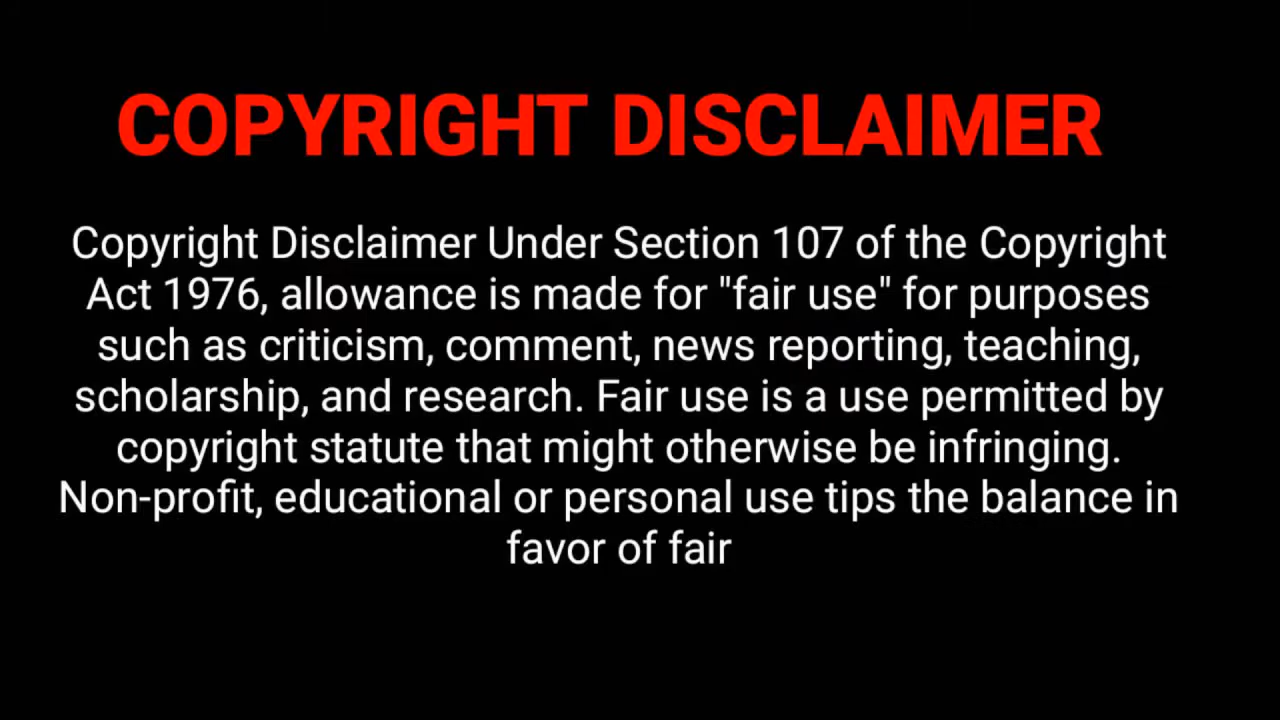 COPYRIGHT DISCLAIMER
Copyright Disclaimer Under Section 107 of the Copyright
Act 1976, allowance is made for "fair use" for purposes
such as criticism, comment, news reporting, teaching,
scholarship, and research. Fair use is a use permitted by
copyright statute that might otherwise be infringing.
Non-profit, educational or personal use tips the balance in
favor of fair